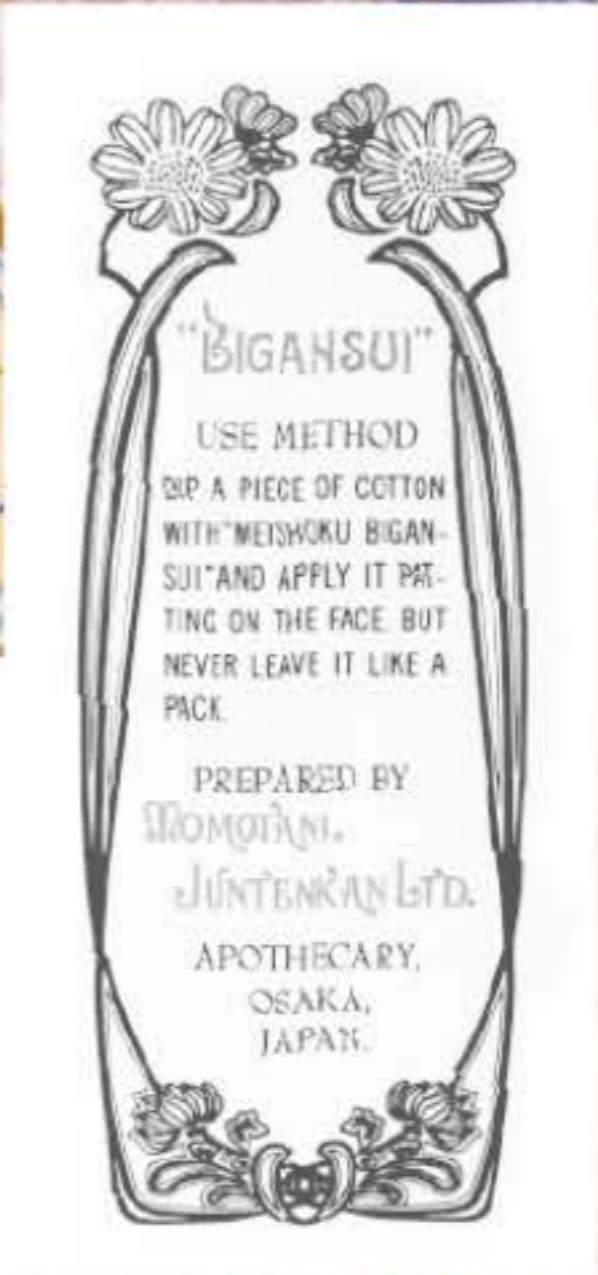 "BIGANSUI"
USE METHOD
DIP A PIECE OF COTTON
WITH "MEISHOKU BIGAN-
SUI" AND APPLY IT PAT-
TING ON THE FACE BUT
NEVER LEAVE IT LIKE A
PACK.
PREPARED BY
MOMOTANI.
JUNTENKAN LTD.
APOTHECARY,
OSAKA,
JAPAN.